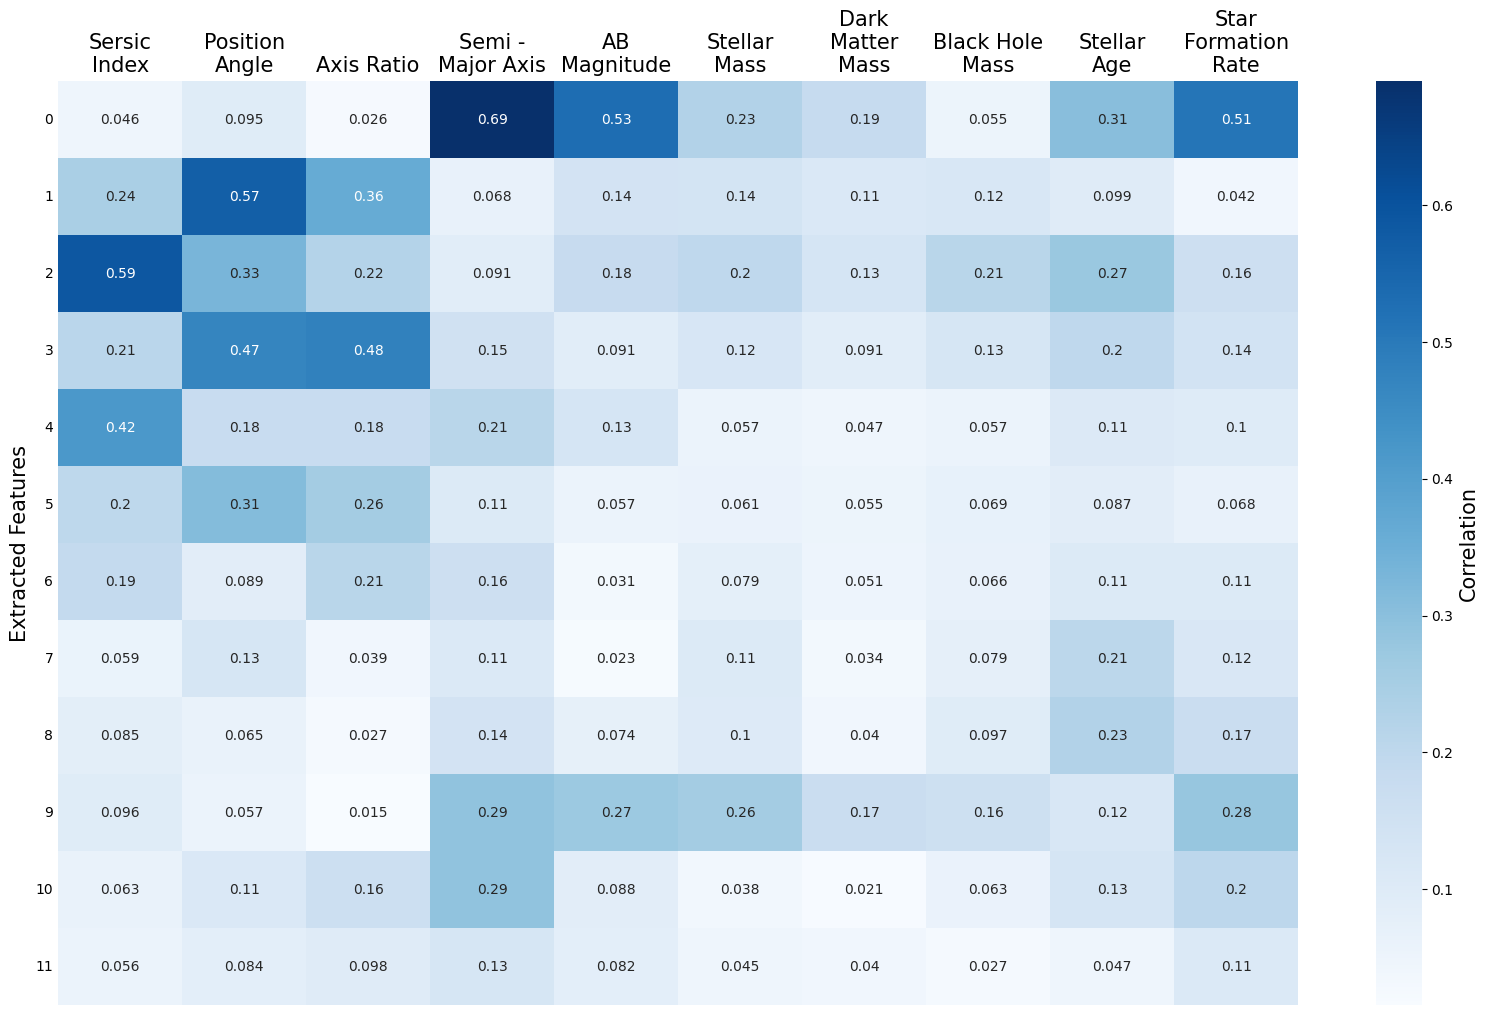 Dark
Star
Sersic Position Semi - AB Stellar Matter Black Hole Stellar Formation
Index Angle Axis Ratio Major Axis Magnitude Mass Mass Mass Age Rate
0 0.046 0.095 0.026 0.69 0.53 0.23 0.19 0.055 0.31 0.51
1 0.24 0.57 0.36 0.068 0.14 0.14 0.11 0.12 0.099 0.042
2 0.59 0.33 0.22 0.091 0.18 0.2 0.13 0.21 0.27 0.16
3 0.21 0.47 0.48 0.15 0.091 0.12 0.091 0.13 0.2 0.14
4 0.42 0.18 0.18 0.21 0.13 0.057 0.047 0.057 0.11 0.1
5 0.2 0.31 0.26 0.11 0.057 0.061 0.055 0.069 0.087 0.068
6 0.19 0.089 0.21 0.16 0.031 0.079 0.051 0.066 0.11 0.11
7 0.059 0.13 0.039 0.11 0.023 0.11 0.034 0.079 0.21 0.12
8 0.085 0.065 0.027 0.14 0.074 0.1 0.04 0.097 0.23 0.17
9 0.096 0.057 0.015 0.29 0.27 0.26 0.17 0.16 0.12 0.28
10 0.063 0.11 0.16 0.29 0.088 0.038 0.021 0.063 0.13 0.2
11 0.056 0.084 0.098 0.13 0.082 0.045 0.04 0.027 0.047 0.11
Extracted Features
0.6
0.5
0.4
0.3
0.2
0.1
Correlation